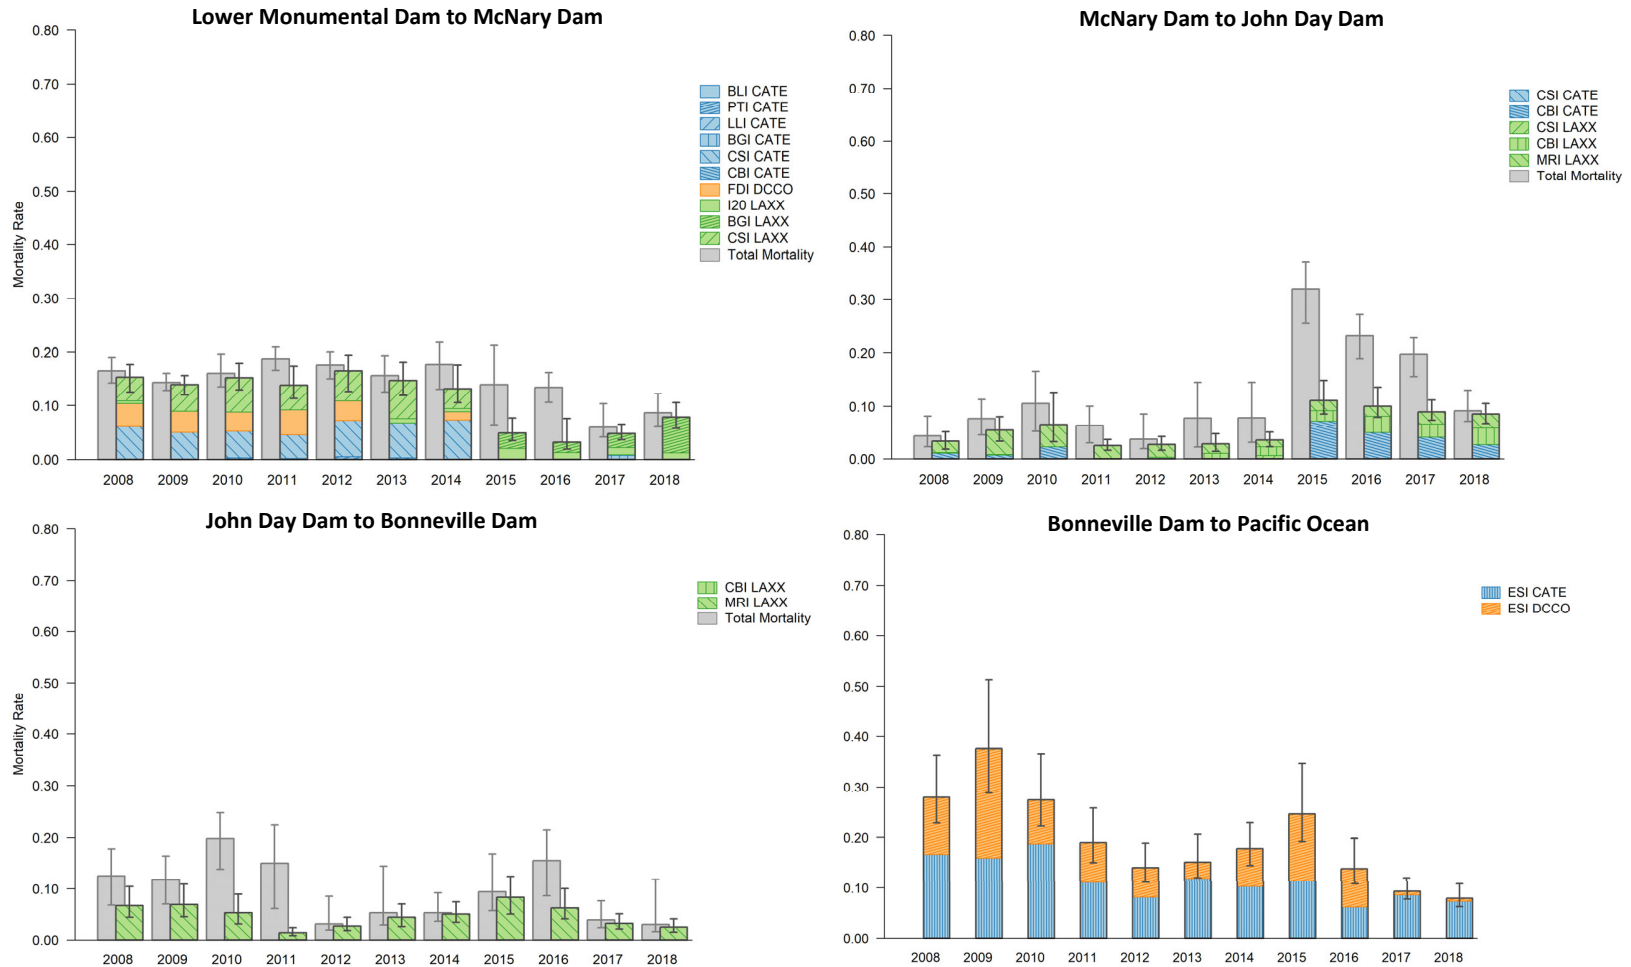 Lower Monumental Dam to McNary Dam
Mortality Rate
0.80
0.70
0.60
0.50
0.40
0.30
0.20
0.10
0.00
2008 2009 2010 2011 2012 2013 2014 2015 2016 2017 2018
BLI CATE
PTI CATE
LLI CATE
BGI CATE
CSI CATE
CBI CATE
FDI DCCO
I20 LAXX
BGI LAXX
CSI LAXX
Total Mortality
McNary Dam to John Day Dam
0.80
0.70
0.60
0.50
0.40
0.30
0.20
0.10
0.00
2008 2009 2010 2011 2012 2013 2014 2015 2016 2017 2018
CSI CATE
CBI CATE
CSI LAXX
CBI LAXX
MRI LAXX
Total Mortality
John Day Dam to Bonneville Dam
Mortality Rate
0.80
0.70
0.60
0.50
0.40
0.30
0.20
0.10
0.00
2008 2009 2010 2011 2012 2013 2014 2015 2016 2017 2018
CBI LAXX
MRI LAXX
Total Mortality
Bonneville Dam to Pacific Ocean
0.80
0.70
0.60
0.50
0.40
0.30
0.20
0.10
0.00
2008 2009 2010 2011 2012 2013 2014 2015 2016 2017 2018
ESI CATE
ESI DCCO